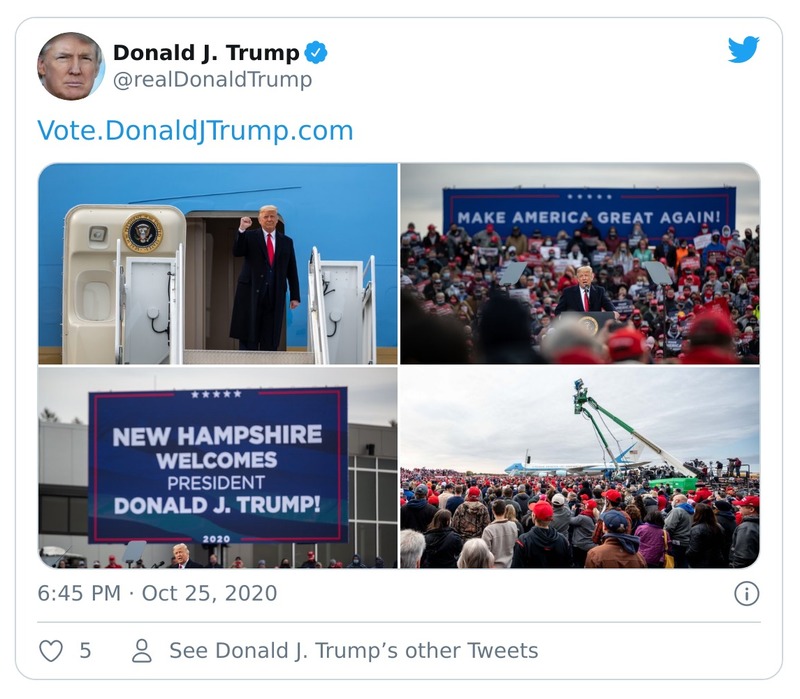 Donald J. Trump
@realDonaldTrump
Vote.DonaldJTrump.com
MAKE AMERICA GREAT AGAIN!
NEW HAMPSHIRE
WELCOMES
PRESIDENT
DONALD J. TRUMP!
2020
6:45 PM · Oct 25, 2020
5
See Donald J. Trump’s other Tweets